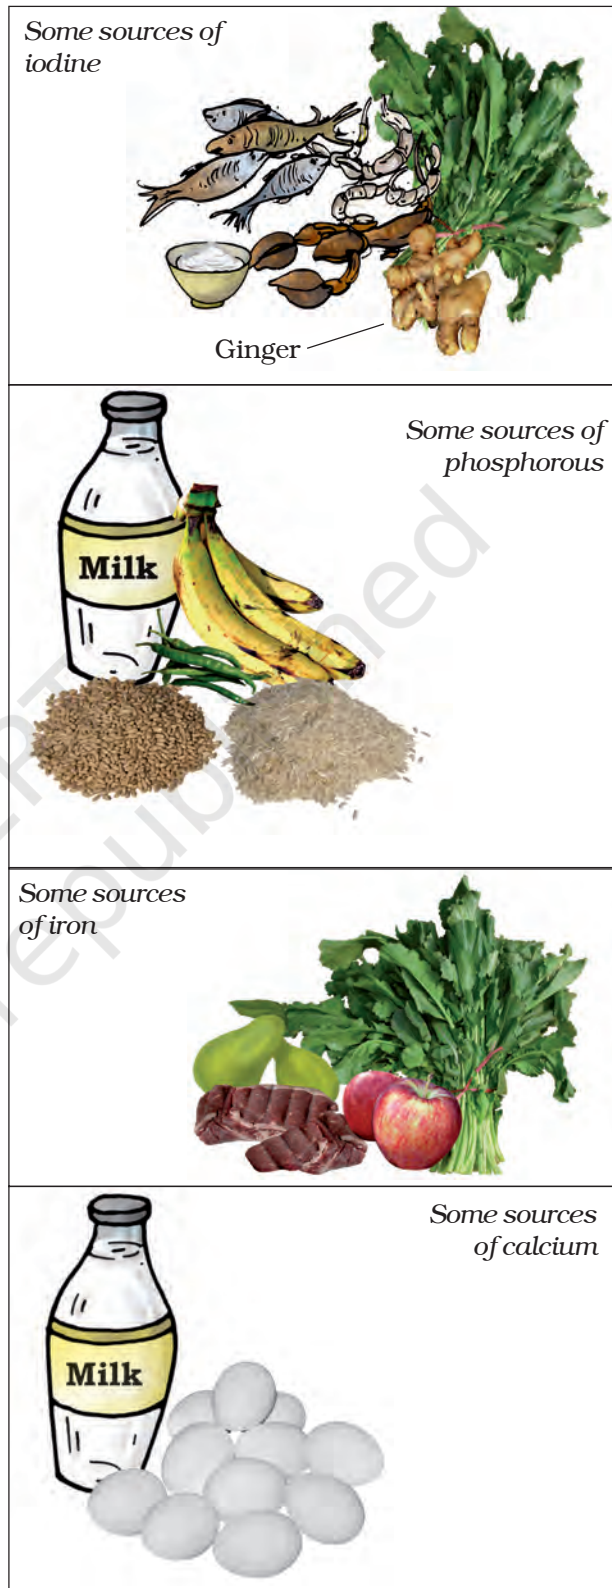 Some sources of
iodine
Ginger
Some sources of
phosphorous
Milk
Some sources
of iron
Some sources
of calcium
Milk